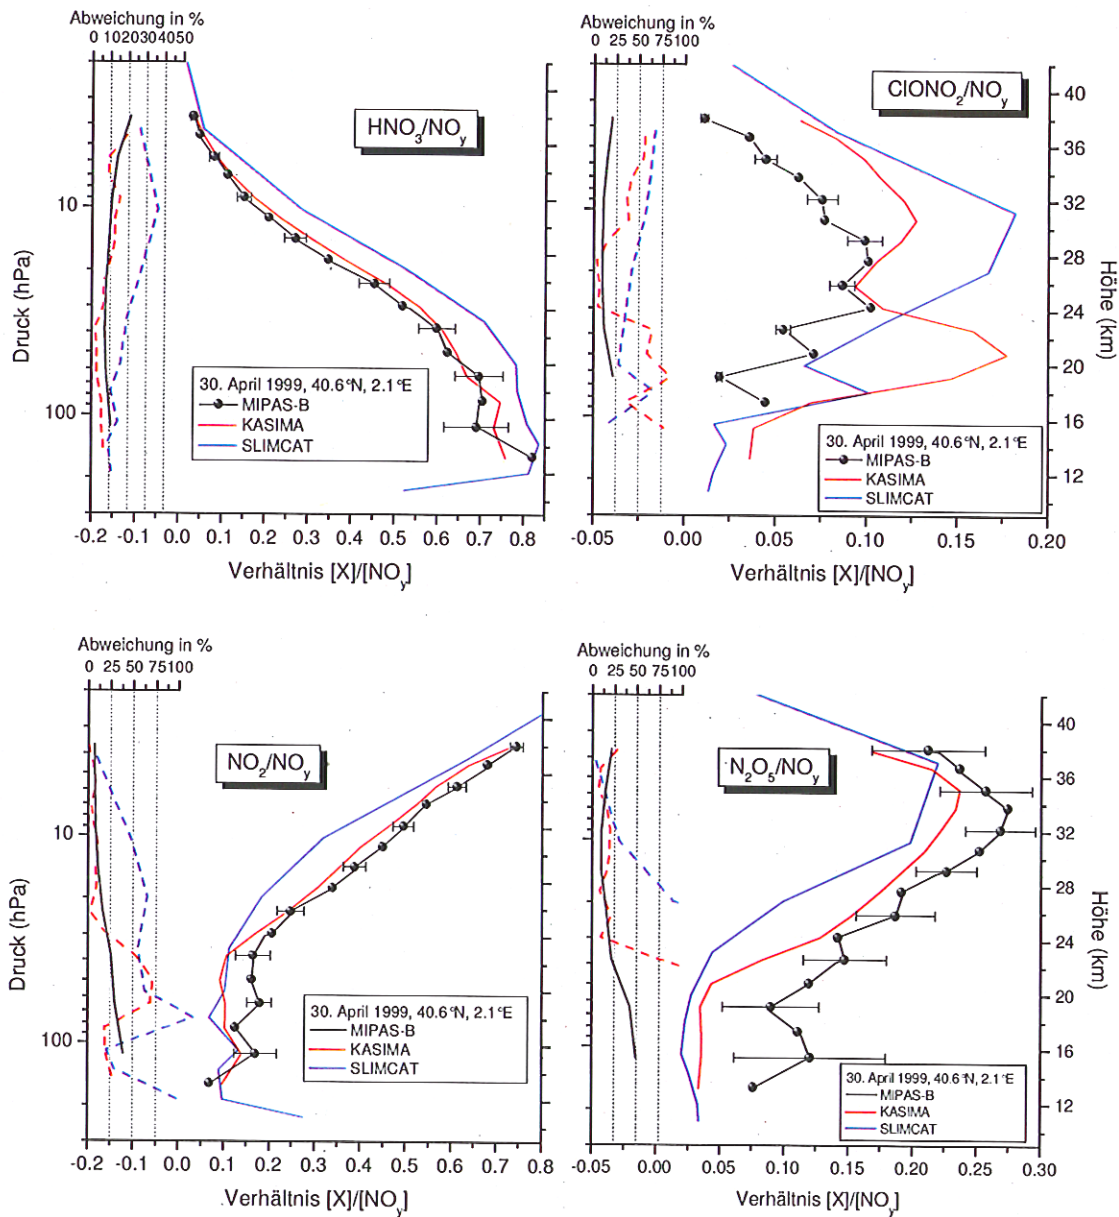 Abweichung in %
0 10 20 30 40 50
HNO3/NOy
Druck (hPa)
10
100
30. April 1999, 40.6°N, 2.1°E
MIPAS-B
KASIMA
SLIMCAT
-0.2 -0.1 0.0 0.1 0.2 0.3 0.4 0.5 0.6 0.7 0.8
Verhältnis [X]/[NOy]
Abweichung in %
0 25 50 75 100
ClONO2/NOy
40
36
32
28
24
20
16
12
Höhe (km)
30. April 1999, 40.6°N, 2.1°E
MIPAS-B
KASIMA
SLIMCAT
-0.05 0.00 0.05 0.10 0.15 0.20
Verhältnis [X]/[NOy]
Abweichung in %
0 25 50 75 100
NO2/NOy
Druck (hPa)
10
100
30. April 1999, 40.6°N, 2.1°E
MIPAS-B
KASIMA
SLIMCAT
-0.2 -0.1 0.0 0.1 0.2 0.3 0.4 0.5 0.6 0.7 0.8
Verhältnis [X]/[NOy]
Abweichung in %
0 25 50 75 100
N2O5/NOy
40
36
32
28
24
20
16
12
Höhe (km)
30. April 1999, 40.6°N, 2.1°E
MIPAS-B
KASIMA
SLIMCAT
-0.05 0.00 0.05 0.10 0.15 0.20 0.25 0.30
Verhältnis [X]/[NOy]